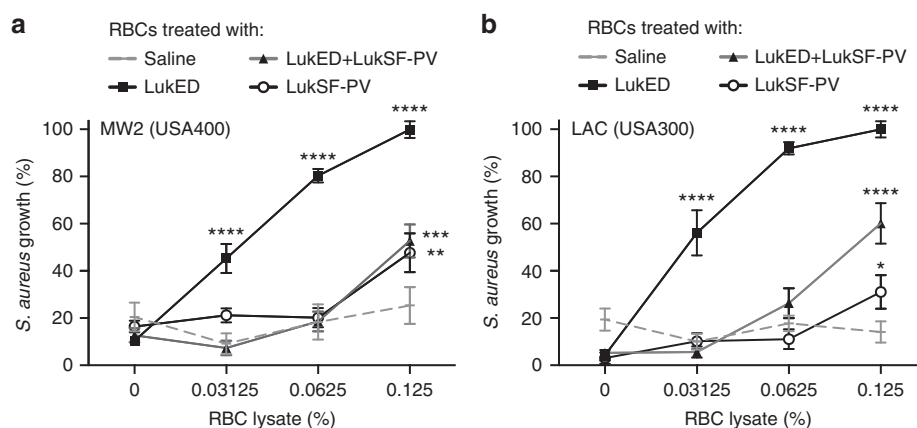 a
RBCs treated with:
Saline
LukED+LukSF-PV
LukED
LukSF-PV
MW2 (USA400)
****
****
****
***
**
100
80
60
40
20
0
S. aureus growth (%)
0 0.03125 0.0625 0.125
RBC lysate (%)
b
RBCs treated with:
Saline
LukED+LukSF-PV
LukED
LukSF-PV
LAC (USA300)
****
****
****
****
*
100
80
60
40
20
0
S. aureus growth (%)
0 0.03125 0.0625 0.125
RBC lysate (%)